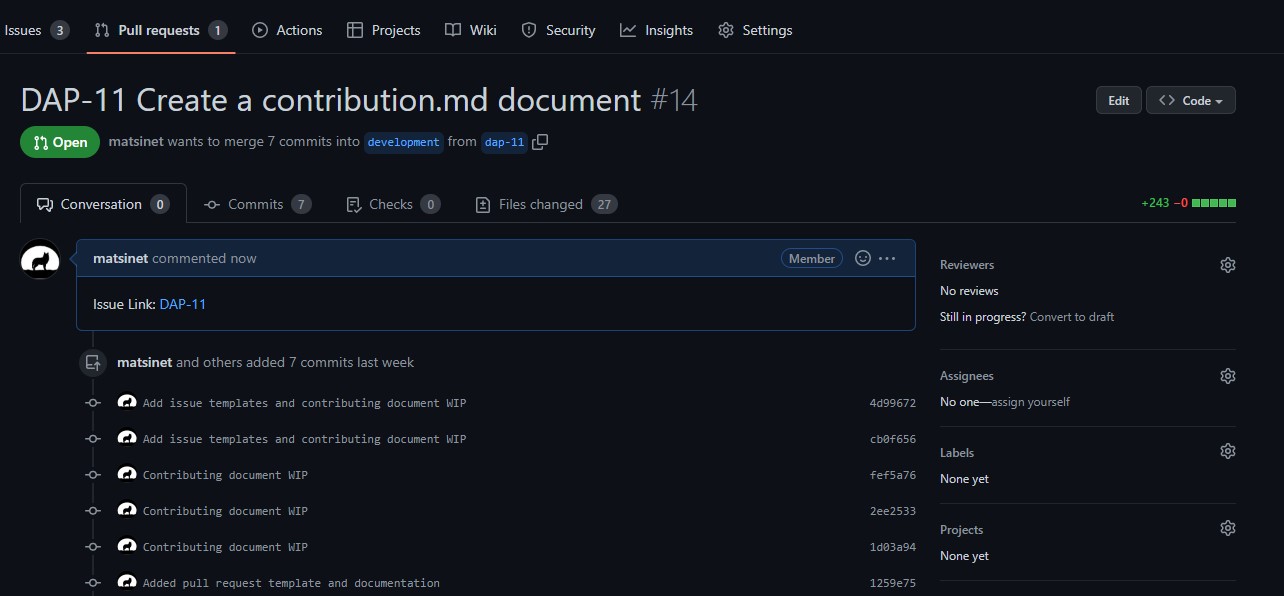 Issues 3 Pull requests 1 Actions Projects Wiki Security Insights Settings
DAP-11 Create a contribution.md document #14
Edit <> Code
Open matsinet wants to merge 7 commits into development from dap-11
Conversation 0 Commits 7 Checks 0 Files changed 27 +243 −0
matsinet commented now Member
Issue Link: DAP-11
matsinet and others added 7 commits last week
Add issue templates and contributing document WIP 4d99672
Add issue templates and contributing document WIP cb0f656
Contributing document WIP fef5a76
Contributing document WIP 2ee2533
Contributing document WIP 1d03a94
Added pull request template and documentation 1259e75
Reviewers
No reviews
Still in progress? Convert to draft
Assignees
No one—assign yourself
Labels
None yet
Projects
None yet